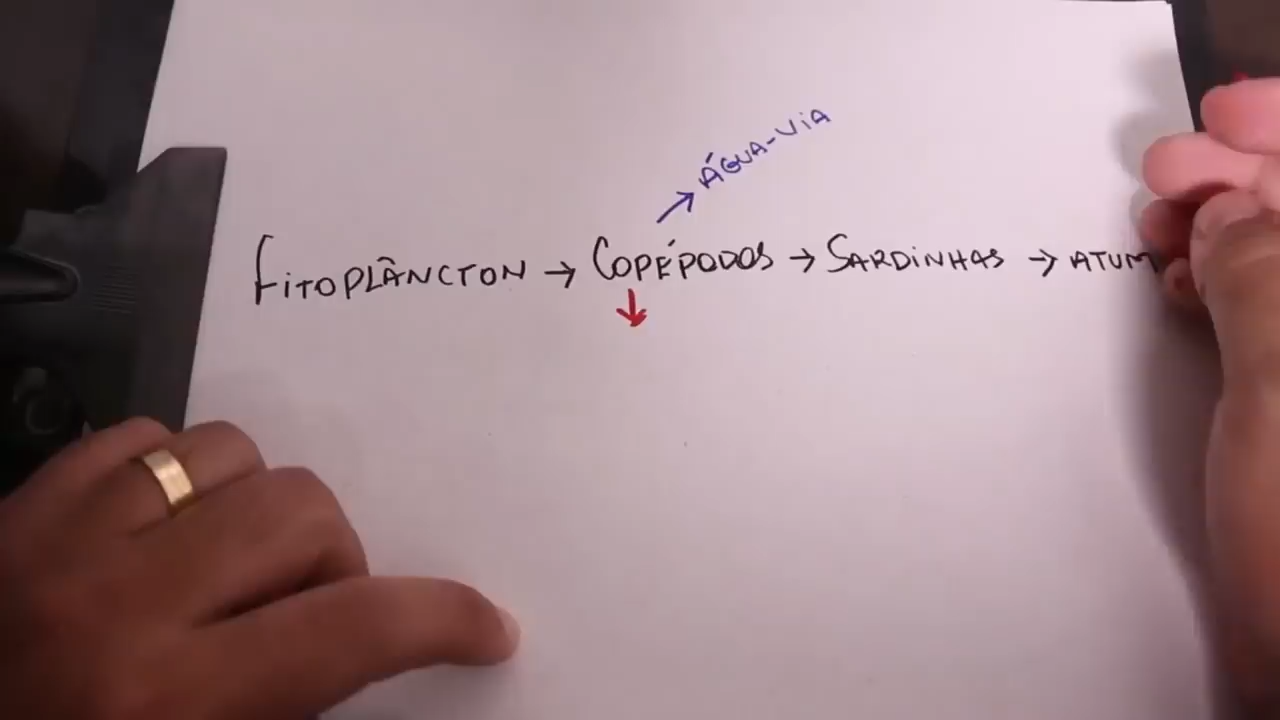 → ÁGUA-ViA
FiTOPLÂNCTON → COPÉPODOS → SARDiNHAS → ATUM
↓